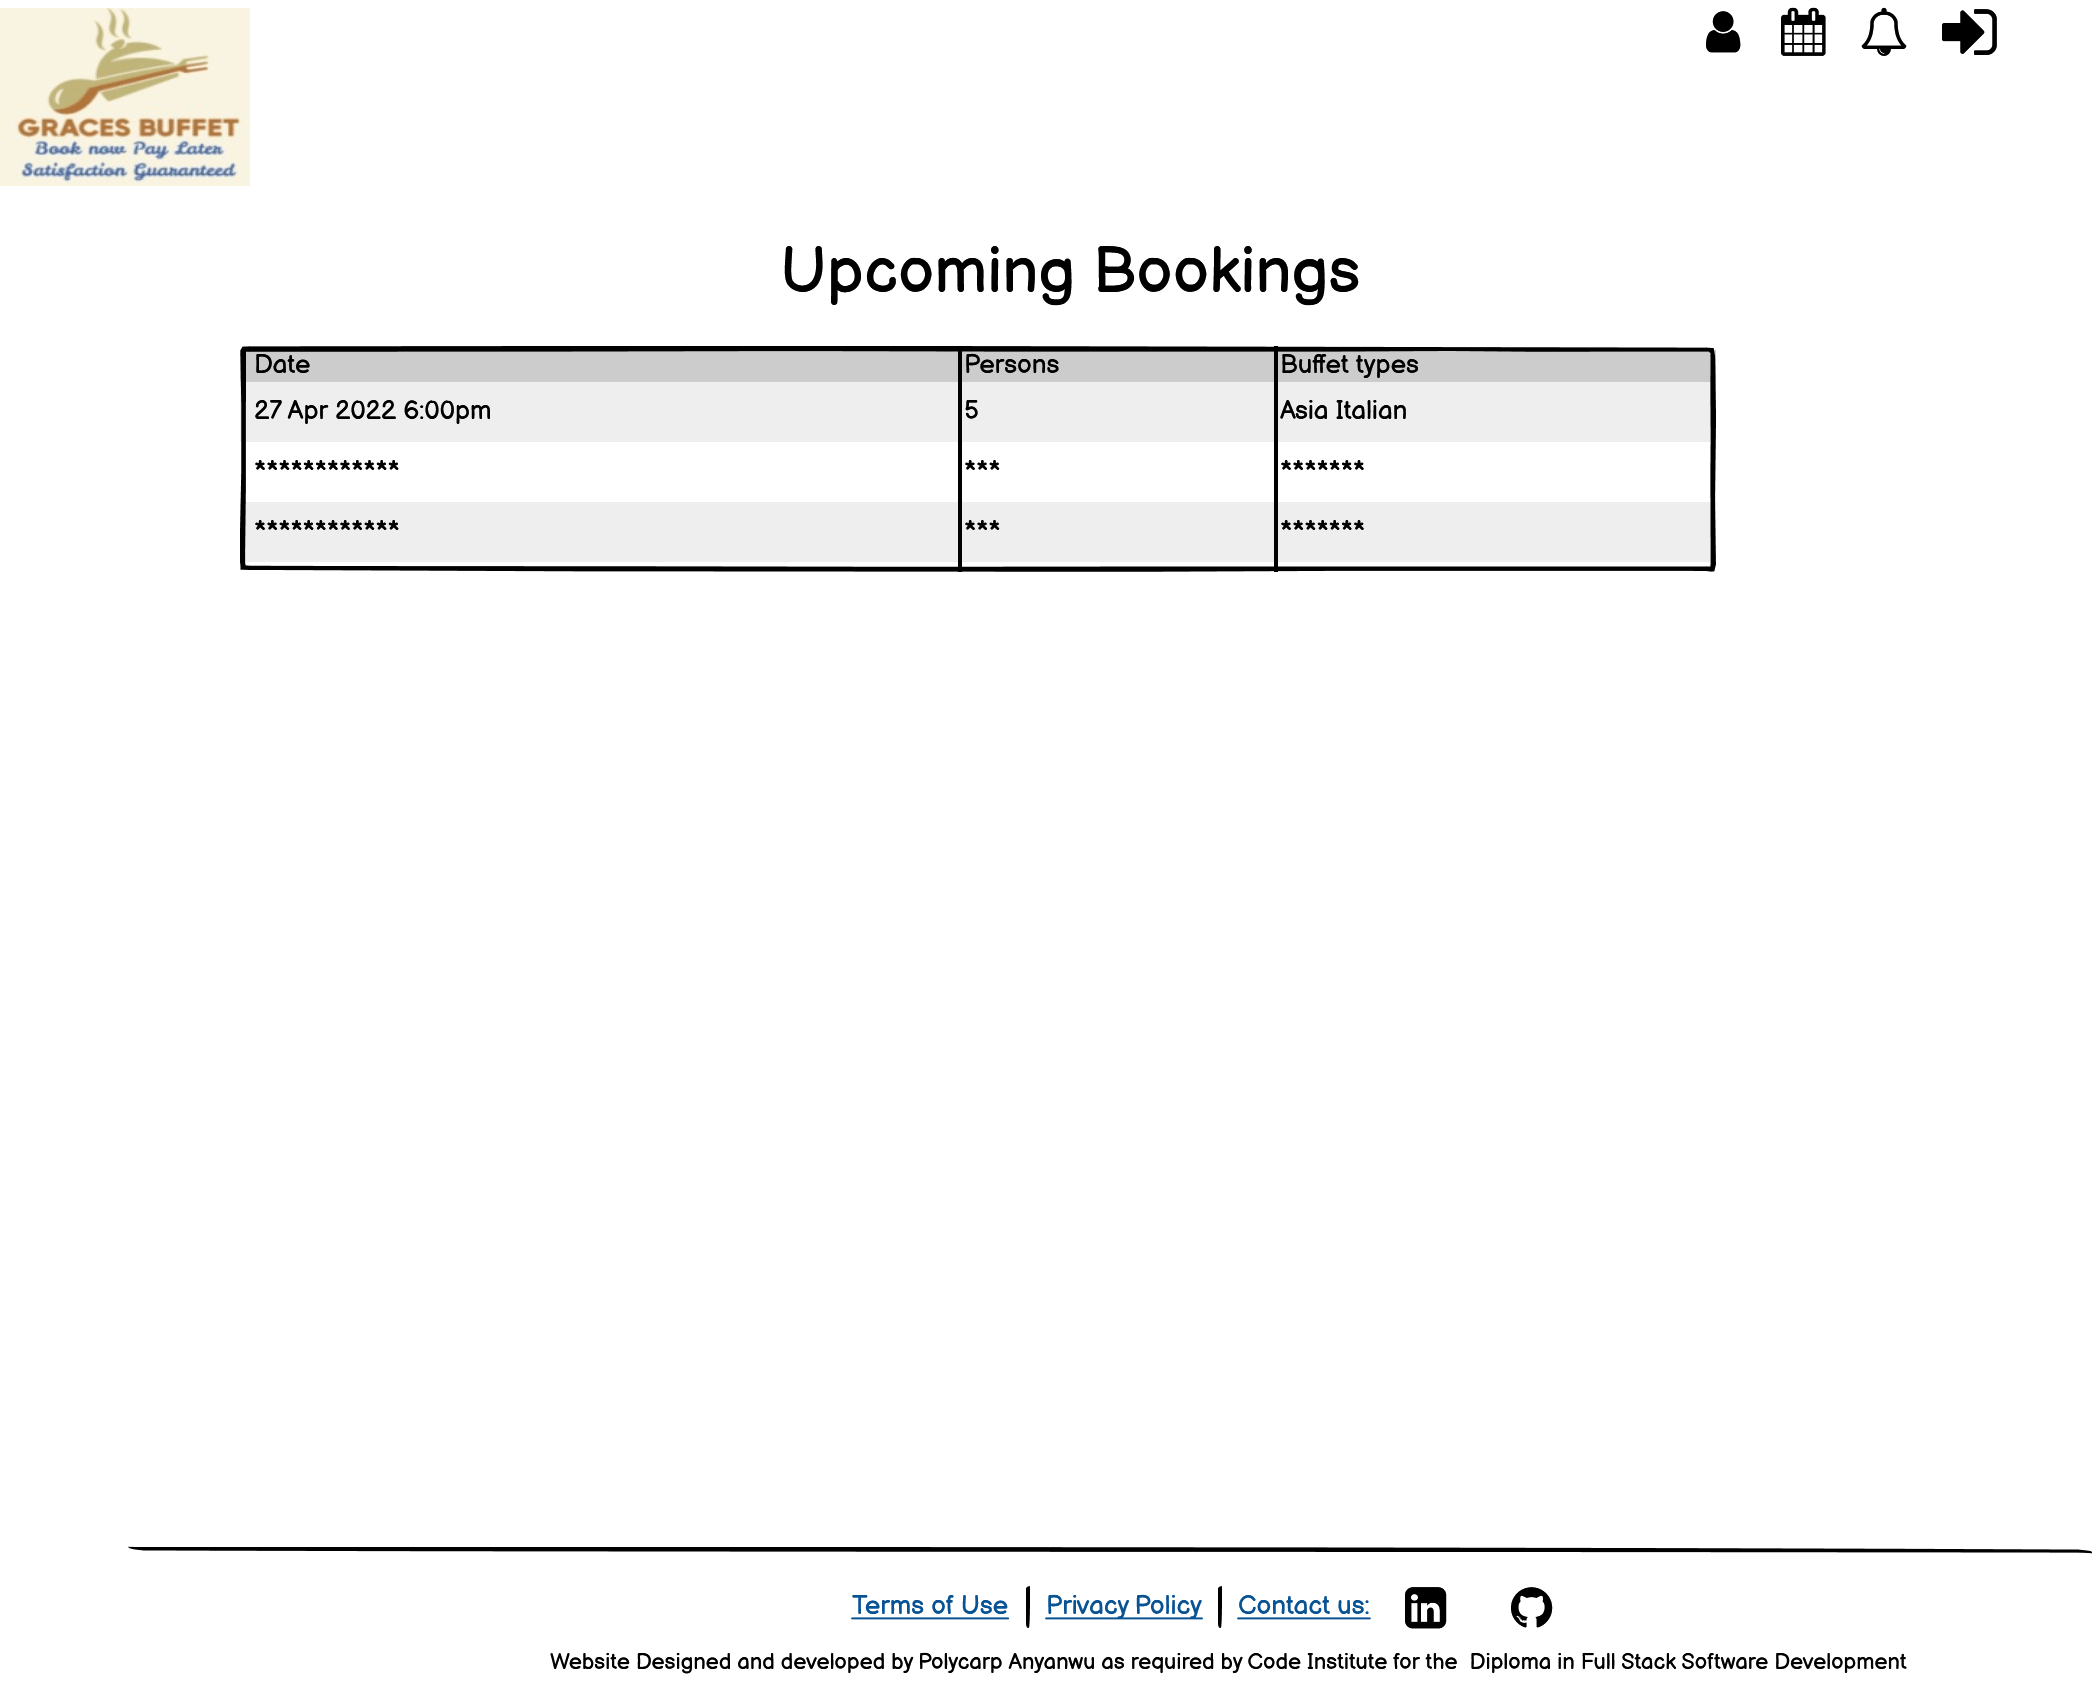 GRACES BUFFET
Book now Pay Later
Satisfaction Guaranteed
Upcoming Bookings
Date Persons Buffet types
27 Apr 2022 6:00pm 5 Asia Italian
************ *** *******
************ *** *******
Terms of Use | Privacy Policy | Contact us: in
Website Designed and developed by Polycarp Anyanwu as required by Code Institute for the Diploma in Full Stack Software Development